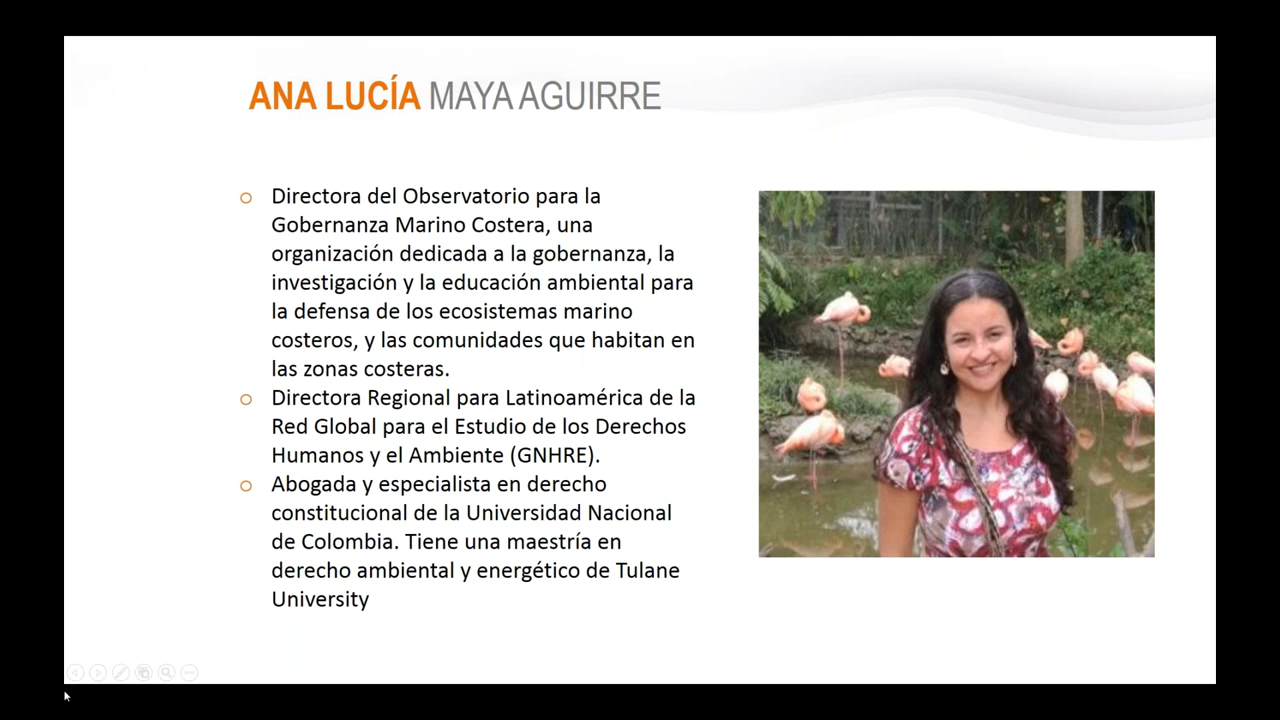 ANA LUCÍA MAYA AGUIRRE
Directora del Observatorio para la
Gobernanza Marino Costera, una
organización dedicada a la gobernanza, la
investigación y la educación ambiental para
la defensa de los ecosistemas marino
costeros, y las comunidades que habitan en
las zonas costeras.
Directora Regional para Latinoamérica de la
Red Global para el Estudio de los Derechos
Humanos y el Ambiente (GNHRE).
Abogada y especialista en derecho
constitucional de la Universidad Nacional
de Colombia. Tiene una maestría en
derecho ambiental y energético de Tulane
University